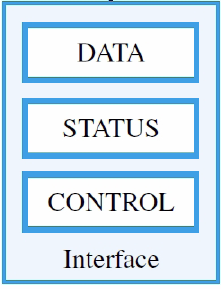 DATA
STATUS
CONTROL
Interface